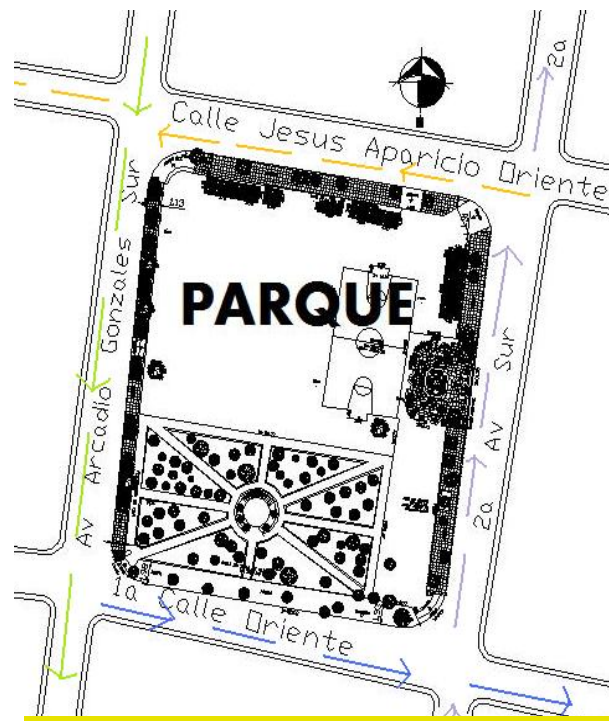 2a
Calle Jesus Aparicio Oriente
Av Arcadio Gonzales Sur
PARQUE
2a Av Sur
1a Calle Oriente